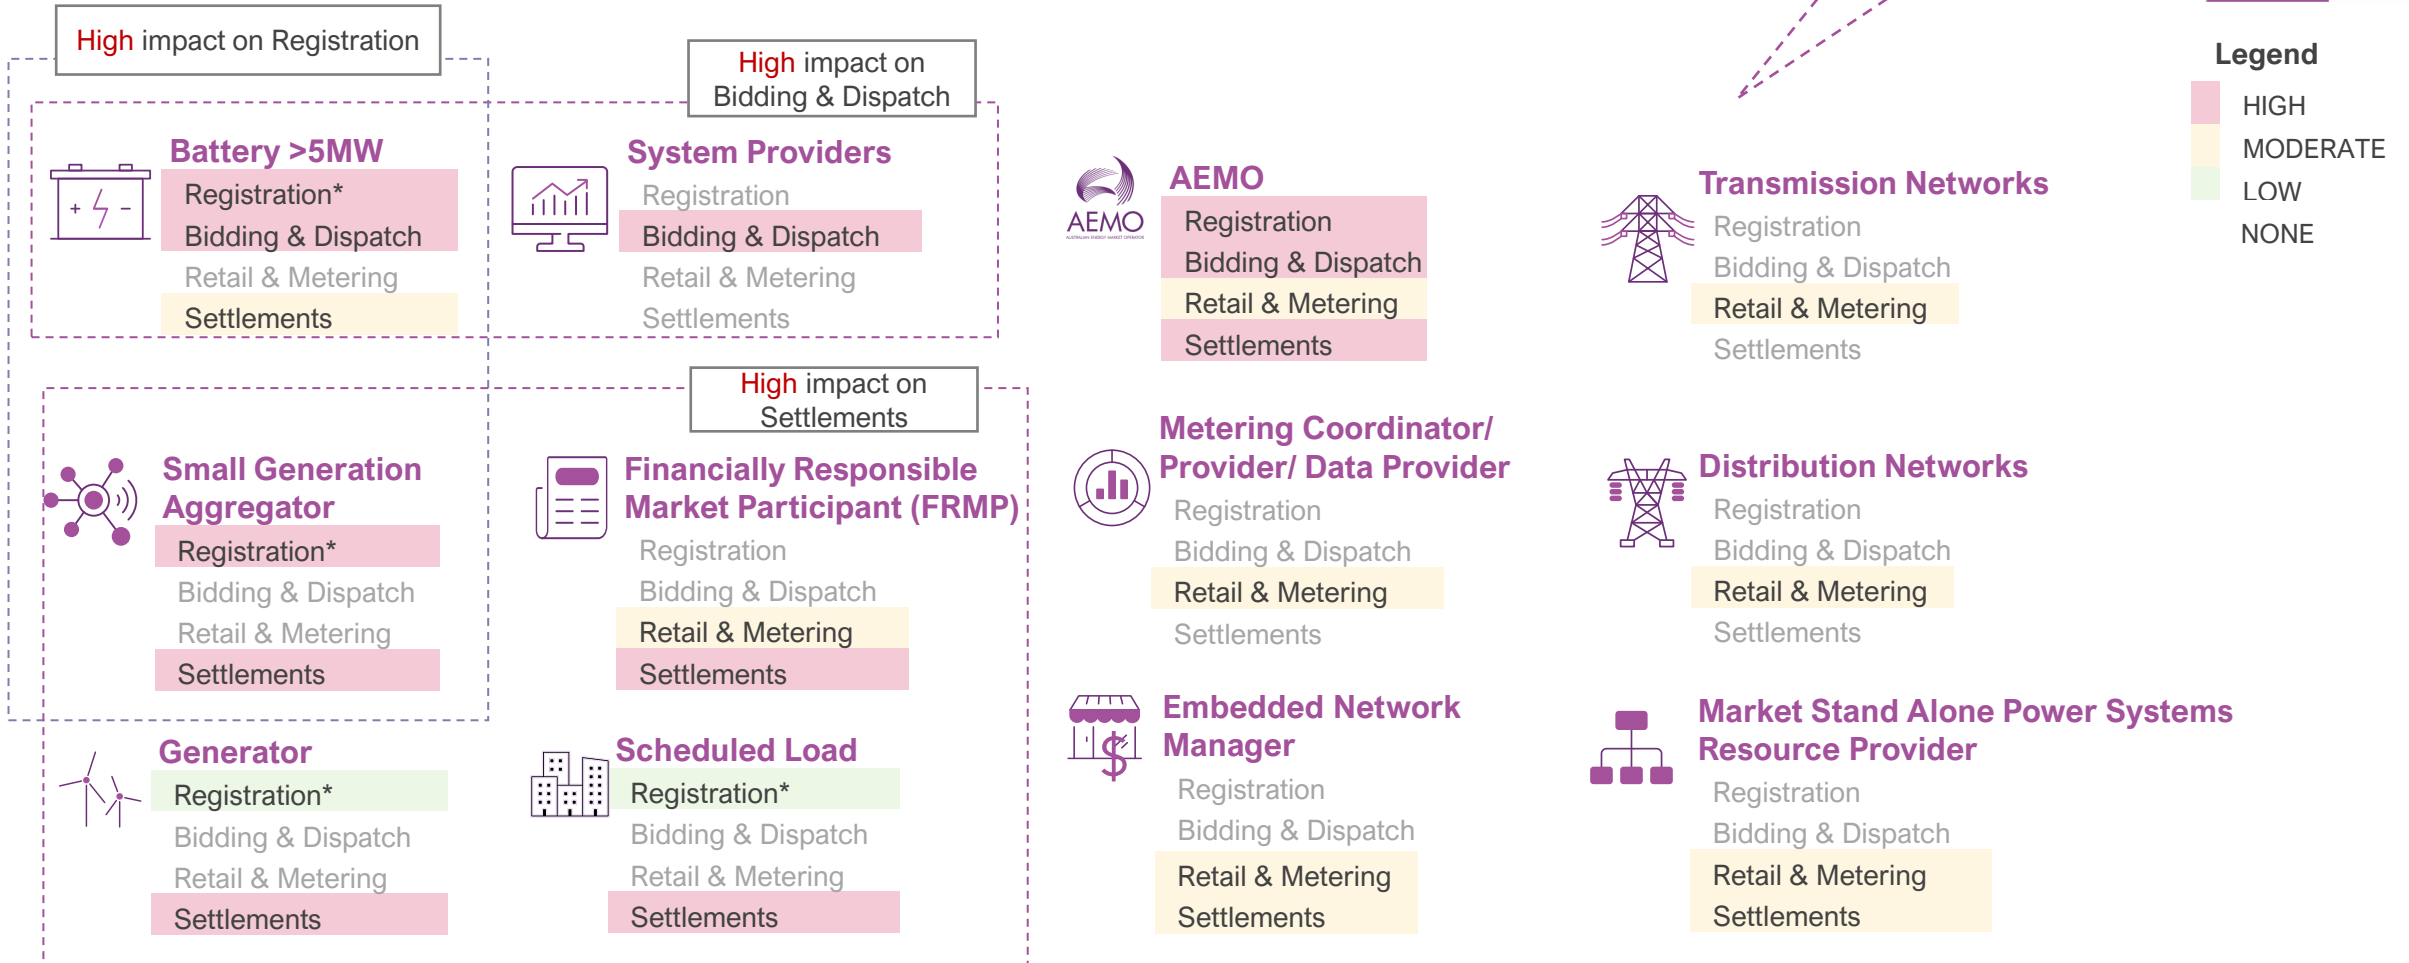 High impact on Registration
High impact on
Bidding & Dispatch
Battery >5MW
Registration*
Bidding & Dispatch
Retail & Metering
Settlements
System Providers
Registration
Bidding & Dispatch
Retail & Metering
Settlements
AEMO
AUSTRALIAN ENERGY MARKET OPERATOR
AEMO
Registration
Bidding & Dispatch
Retail & Metering
Settlements
Transmission Networks
Registration
Bidding & Dispatch
Retail & Metering
Settlements
Legend
HIGH
MODERATE
LOW
NONE
High impact on
Settlements
Small Generation
Aggregator
Registration*
Bidding & Dispatch
Retail & Metering
Settlements
Financially Responsible
Market Participant (FRMP)
Registration
Bidding & Dispatch
Retail & Metering
Settlements
Metering Coordinator/
Provider/ Data Provider
Registration
Bidding & Dispatch
Retail & Metering
Settlements
Distribution Networks
Registration
Bidding & Dispatch
Retail & Metering
Settlements
Generator
Registration*
Bidding & Dispatch
Retail & Metering
Settlements
Scheduled Load
Registration*
Bidding & Dispatch
Retail & Metering
Settlements
Embedded Network
Manager
Registration
Bidding & Dispatch
Retail & Metering
Settlements
Market Stand Alone Power Systems
Resource Provider
Registration
Bidding & Dispatch
Retail & Metering
Settlements